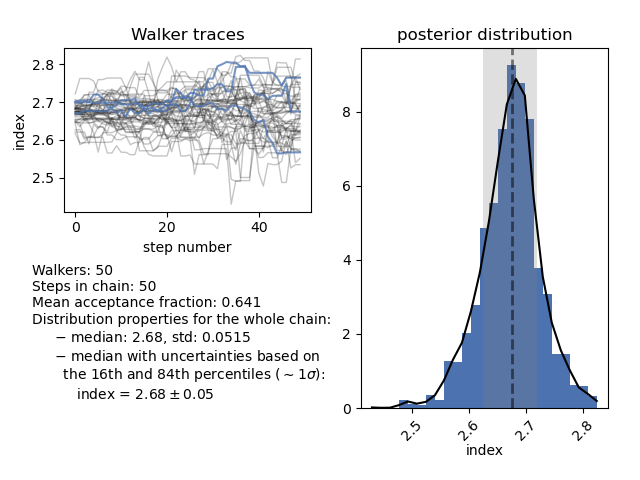 Walker traces
index
2.8
2.7
2.6
2.5
0
20
40
step number
Walkers: 50
Steps in chain: 50
Mean acceptance fraction: 0.641
Distribution properties for the whole chain:
− median: 2.68, std: 0.0515
− median with uncertainties based on
the 16th and 84th percentiles (∼1σ):
index = 2.68 ± 0.05
posterior distribution
8
6
4
2
0
2.5
2.6
2.7
2.8
index